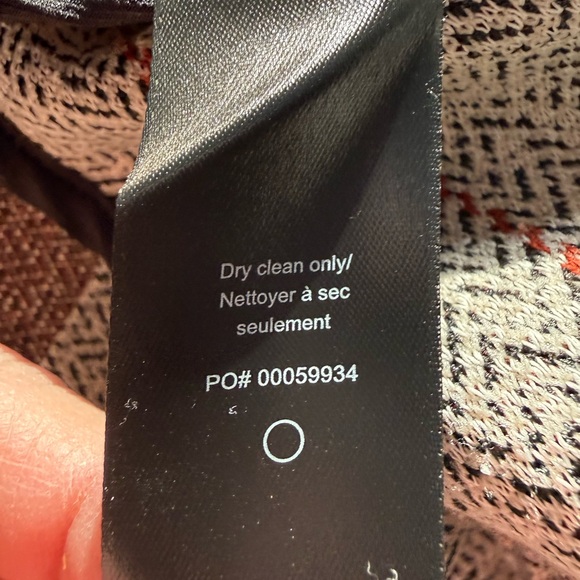 Dry clean only/
Nettoyer à sec
seulement
PO# 00059934